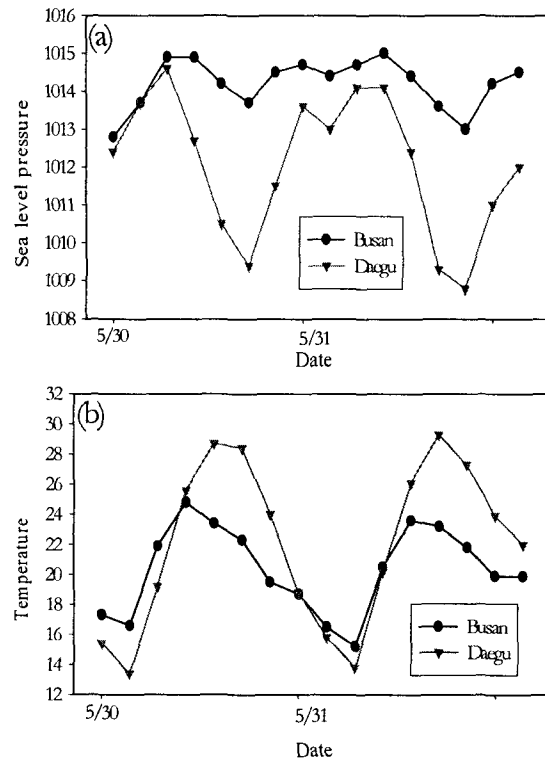 (a)
1016
1015
1014
1013
1012
1011
1010
1009
1008
Sea level pressure
Busan
Daegu
5/30
5/31
Date
(b)
32
30
28
26
24
22
20
18
16
14
12
Temperature
Busan
Daegu
5/30
5/31
Date